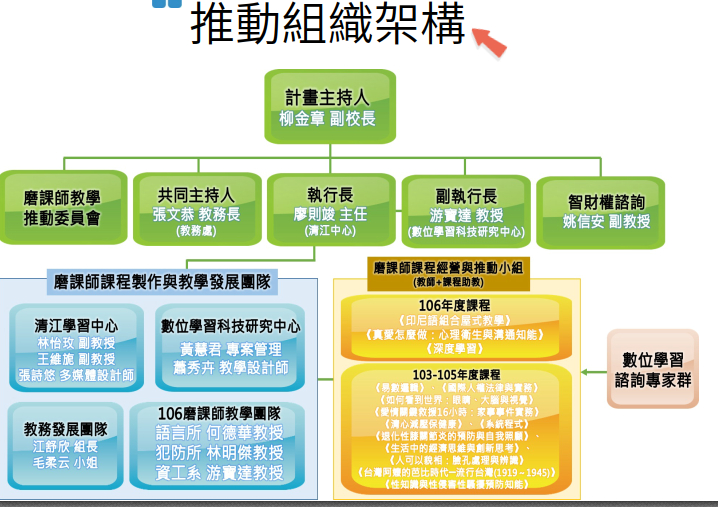 推動組織架構
計畫主持人
柳金章 副校長
磨課師教學
推動委員會
共同主持人
張文恭 教務長
(教務處)
執行長
廖則竣 主任
(清江中心)
副執行長
游寶達 教授
(數位學習科技研究中心)
智財權諮詢
姚信安 副教授
磨課師課程製作與教學發展團隊
清江學習中心
林怡玫 副教授
王維旎 副教授
張詩悠 多媒體設計師
數位學習科技研究中心
黃慧君 專案管理
蕭秀卉 教學設計師
教務發展團隊
江舒欣 組長
毛柔云 小姐
106磨課師教學團隊
語言所 何德華教授
犯防所 林明傑教授
資工系 游寶達教授
磨課師課程經營與推動小組
(教師+課程助教)
106年度課程
《印尼語組合屋式教學》
《真愛怎麼做：心理衛生與溝通知能》
《深度學習》
103-105年度課程
《易數邏輯》、《國際人權法律與實務》
《如何看到世界：眼睛、大腦與視覺》
《愛情關養救援16小時：家事事件實務》
《清心減壓保健康》、《系統程式》
《退化性膝關節炎的預防與自我照顧》、
《生活中的經濟思維與創新思考》、
《人可以貌相：臉孔處理與辨識》
《台灣阿嬤的芭比時代─流行台灣(1919－1945)》
《性知識與性侵害性騷擾預防知能》
數位學習
諮詢專家群